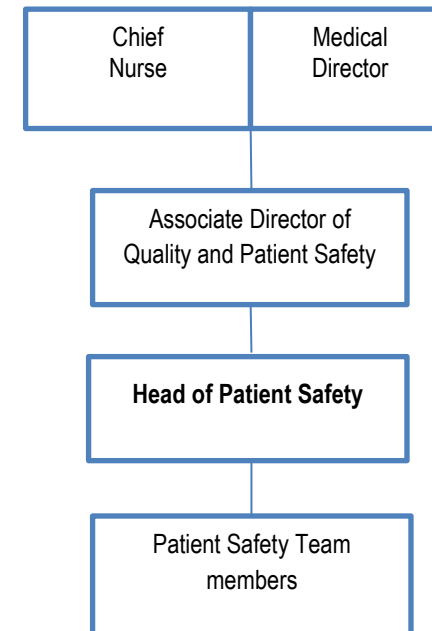 Chief
Nurse
Medical
Director
Associate Director of
Quality and Patient Safety
Head of Patient Safety
Patient Safety Team
members